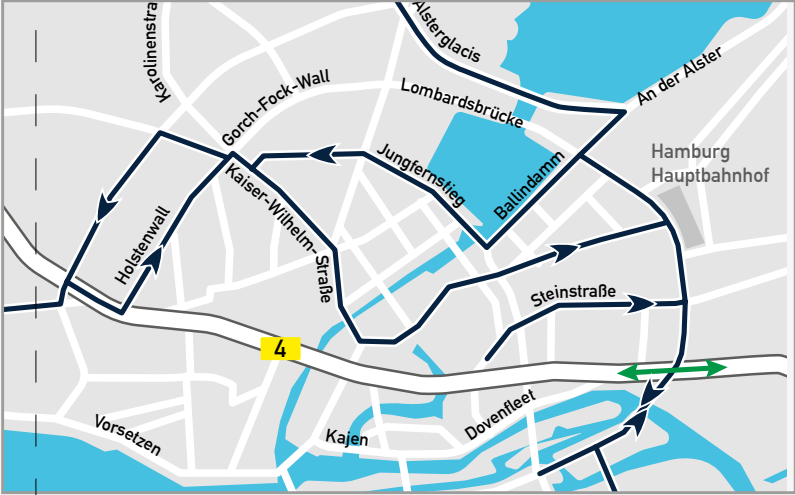 Karolinenstra
Alsterglacis
Gorch-Fock-Wall
Lombardsbrücke
An der Alster
Hamburg
Hauptbahnhof
Jungfernstieg
Ballindamm
Kaiser-Wilhelm-
Straße
Holstenwall
Steinstraße
4
Vorsetzen
Kajen
Dovenfleet